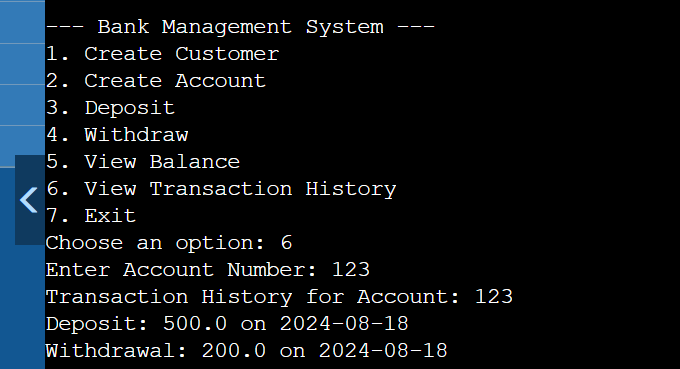 --- Bank Management System ---
1. Create Customer
2. Create Account
3. Deposit
4. Withdraw
5. View Balance
6. View Transaction History
7. Exit
Choose an option: 6
Enter Account Number: 123
Transaction History for Account: 123
Deposit: 500.0 on 2024-08-18
Withdrawal: 200.0 on 2024-08-18